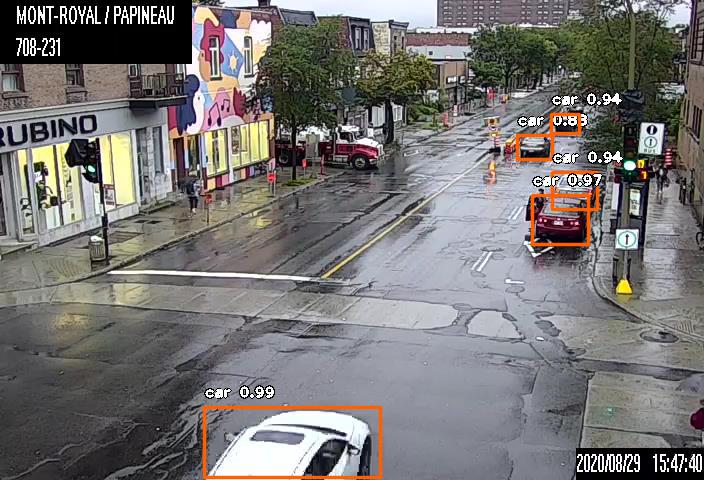 MONT-ROYAL / PAPINEAU
708-231
RUBINO
car 0.94
car 0.83
car 0.94
car 0.97
car 0.99
BUS
2020/08/29 15:47:40